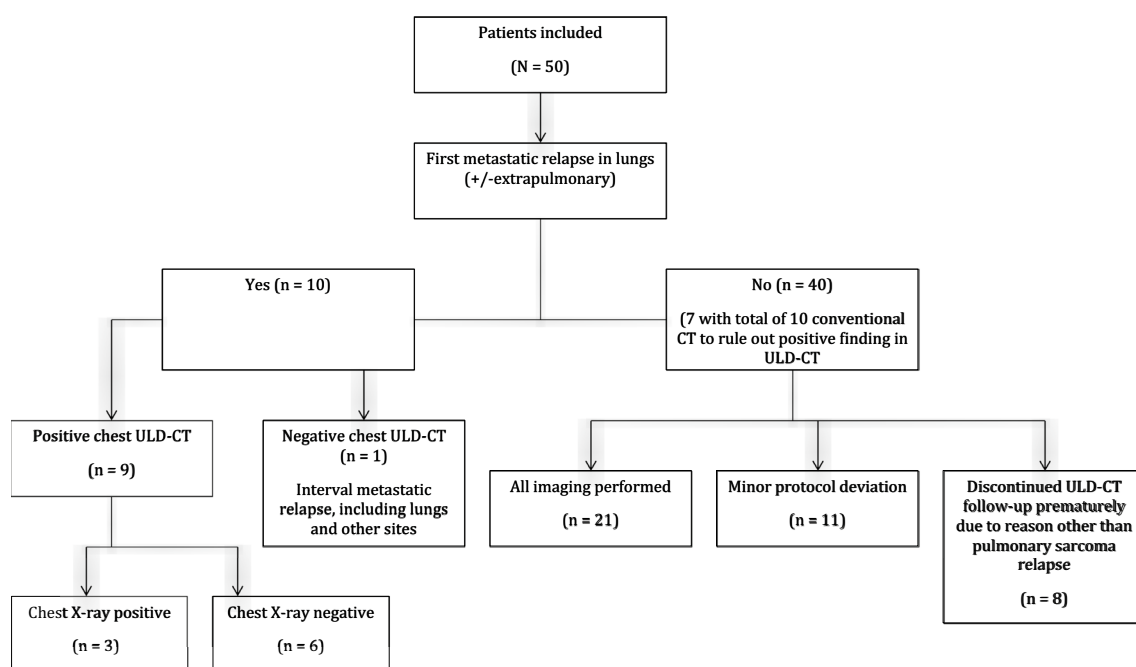 Patients included
(N = 50)
First metastatic relapse in lungs
(+/-extrapulmonary)
Yes (n = 10)
No (n = 40)
(7 with total of 10 conventional
CT to rule out positive finding in
ULD-CT
Positive chest ULD-CT
(n = 9)
Negative chest ULD-CT
(n = 1)
Interval metastatic
relapse, including lungs
and other sites
All imaging performed
(n = 21)
Minor protocol deviation
(n = 11)
Discontinued ULD-CT
follow-up prematurely
due to reason other than
pulmonary sarcoma
relapse
(n = 8)
Chest X-ray positive
(n = 3)
Chest X-ray negative
(n = 6)